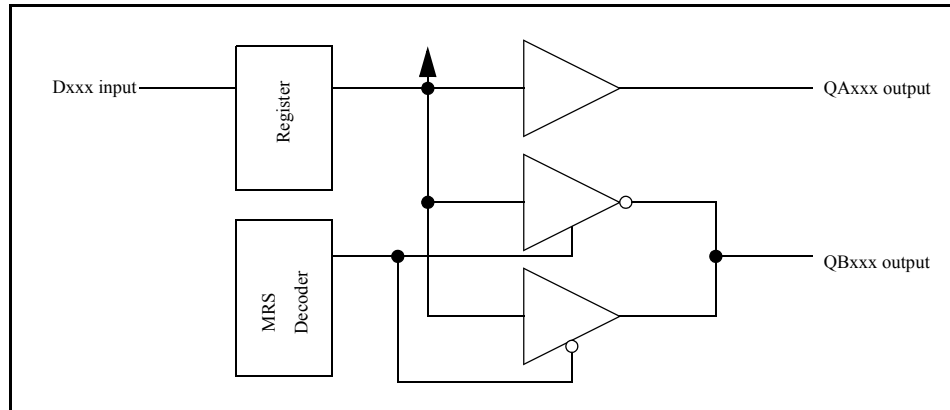 Dxxx input
Register
QAxxx output
MRS
Decoder
QBxxx output